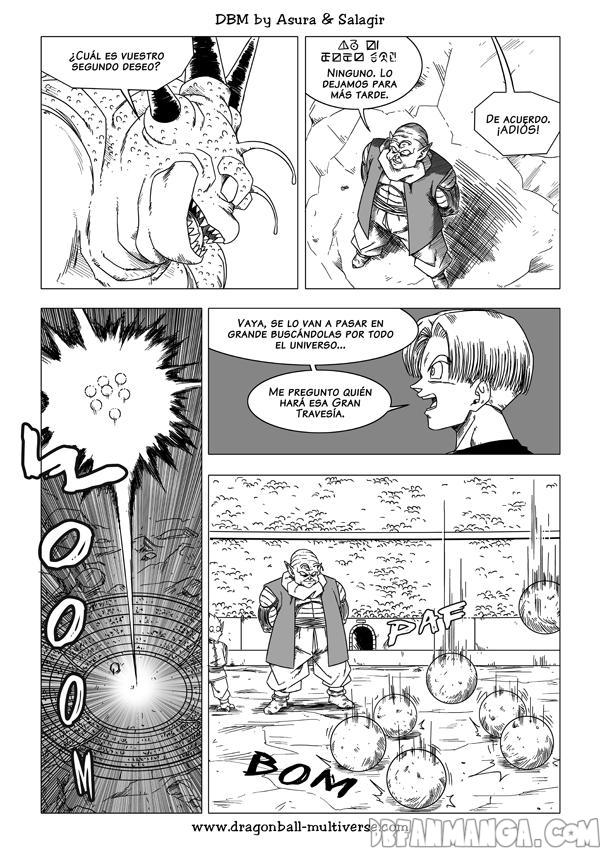 DBM by Asura & Salagir
¿Cuál es vuestro
segundo deseo?
Ninguno. Lo
dejamos para
más tarde.
De acuerdo.
¡Adiós!
Vaya, se lo van a pasar en
grande buscándolas por todo
el universo...
Me pregunto quién
hará esa Gran
Travesía.
WOOOM
PAF
BOM
www.dragonball-multiverse.com
DBFANMANGA.COM